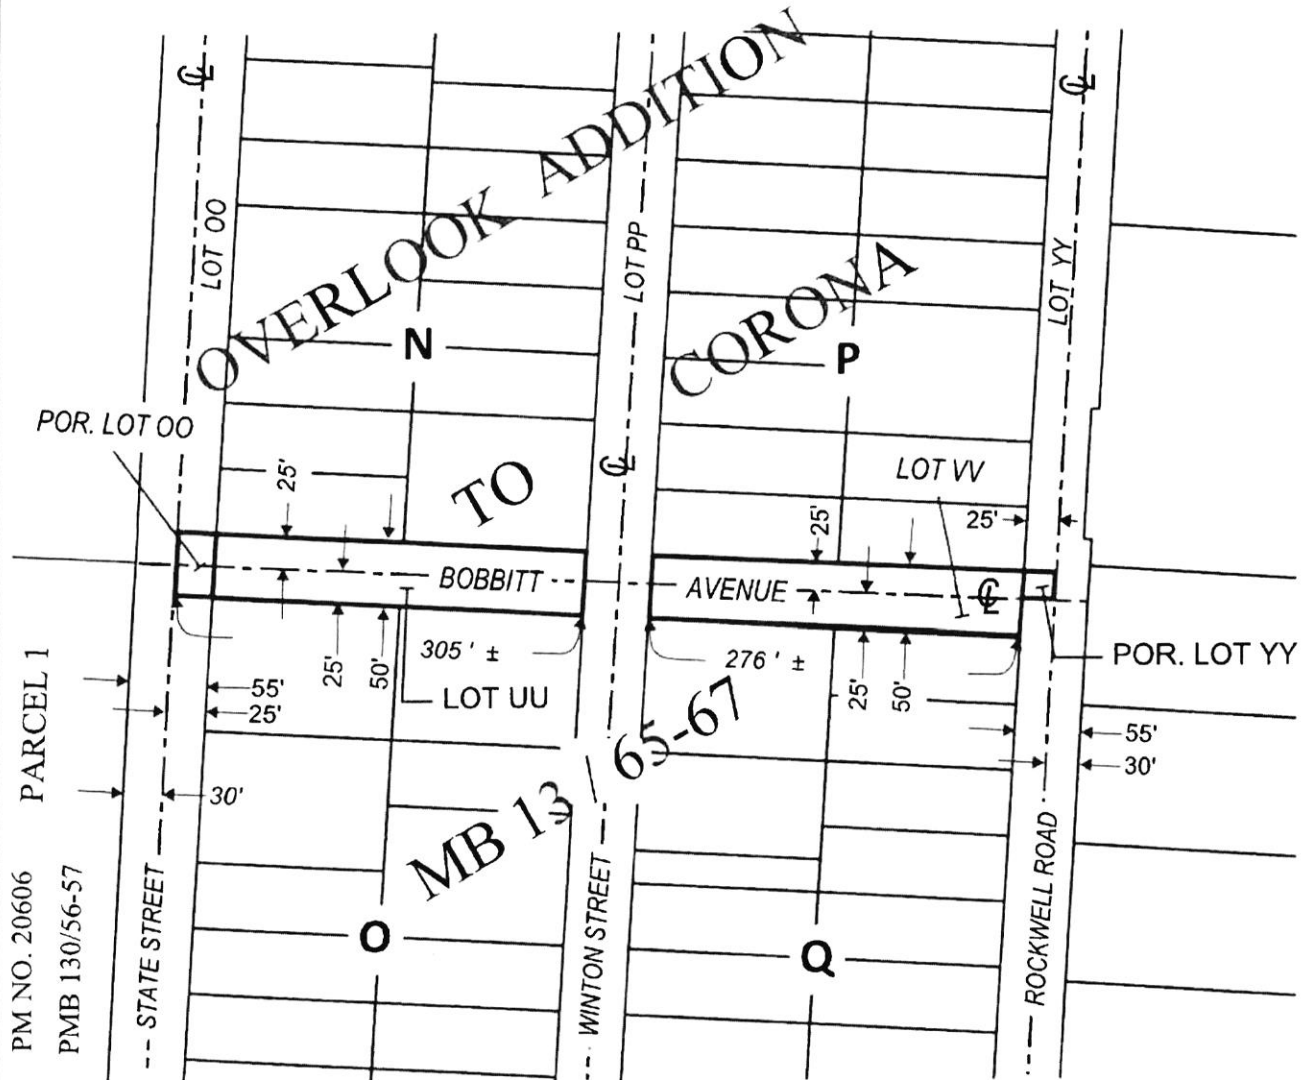 ℄
℄
OVERLOOK ADDITION
LOT OO
LOT PP
LOT YY
TO
CORONA
N
P
POR. LOT OO
℄
LOT VV
25'
25'
25'
BOBBITT
AVENUE
℄
305 ' ±
276 ' ±
POR. LOT YY
25'
50'
25'
50'
LOT UU
55'
25'
55'
30'
30'
MB 13 / 65-67
PARCEL 1
PM NO. 20606
PMB 130/56-57
STATE STREET
WINTON STREET
ROCKWELL ROAD
O
Q